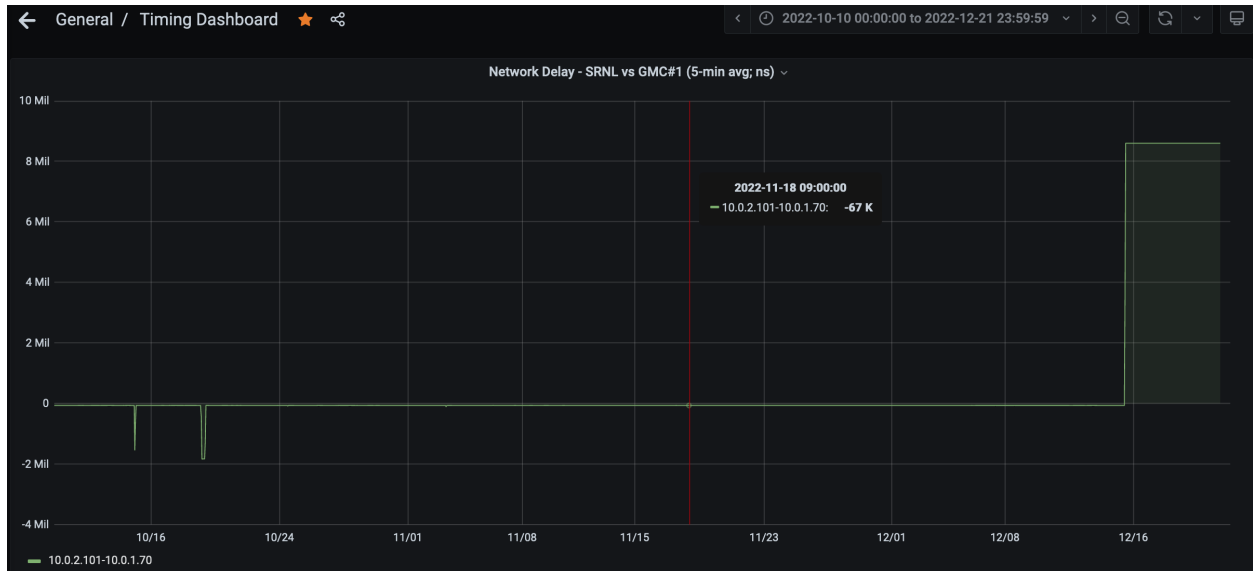 General / Timing Dashboard
2022-10-10 00:00:00 to 2022-12-21 23:59:59
Network Delay - SRNL vs GMC#1 (5-min avg; ns)
10 Mil
8 Mil
6 Mil
4 Mil
2 Mil
0
-2 Mil
-4 Mil
2022-11-18 09:00:00
10.0.2.101-10.0.1.70: -67 K
10/16 10/24 11/01 11/08 11/15 11/23 12/01 12/08 12/16
10.0.2.101-10.0.1.70